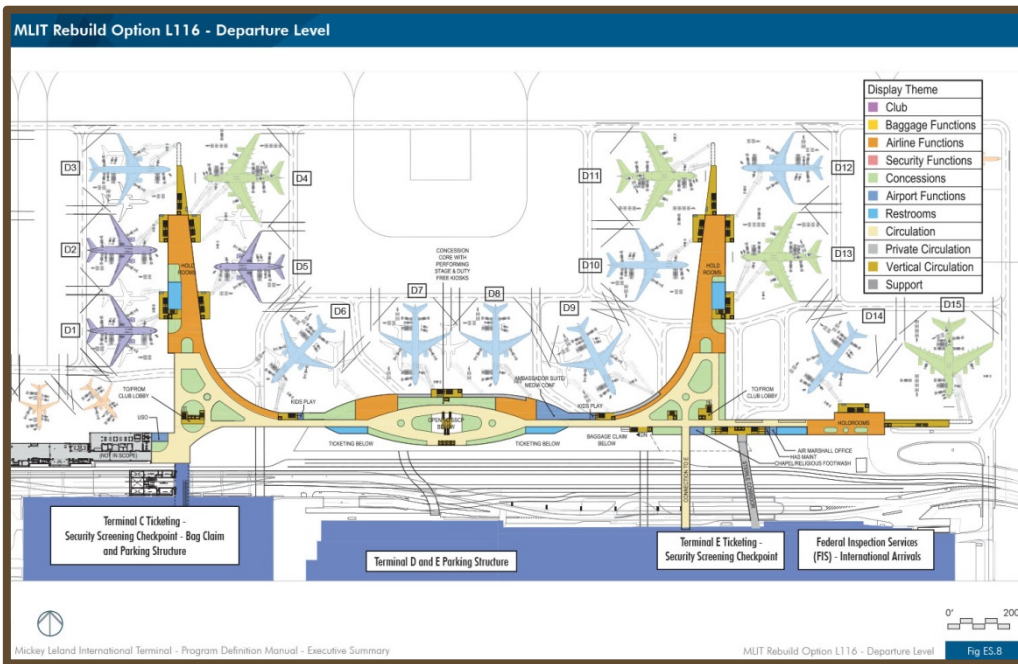 MLIT Rebuild Option L116 - Departure Level
Display Theme
Club
Baggage Functions
Airline Functions
Security Functions
Concessions
Airport Functions
Restrooms
Circulation
Private Circulation
Vertical Circulation
Support
D3
D4
D11
D12
D2
D5
D10
D13
HOLD
ROOMS
HOLD
ROOMS
CONCESSION
CORE WITH
PERFORMING
STAGE & DUTY
FREE KIOSKS
D1
D6
D7
D8
D9
D14
D15
TO/FROM
CLUB LOBBY
USO
KIDS PLAY
AMBASSADOR SUITE/
MEDIA CONF
KIDS PLAY
TO/FROM
CLUB LOBBY
HOLDROOMS
TICKETING BELOW
TICKETING BELOW
BAGGAGE CLAIM
BELOW
(NOT IN SCOPE)
AIR MARSHALL OFFICE
HAS MAINT
CHAPEL/RELIGIOUS FOOTWASH
CONNECTION TO E
Terminal C Ticketing -
Security Screening Checkpoint - Bag Claim
and Parking Structure
Terminal D and E Parking Structure
Terminal E Ticketing -
Security Screening Checkpoint
Federal Inspection Services
(FIS) - International Arrivals
0' 200
Mickey Leland International Terminal - Program Definition Manual - Executive Summary
MLIT Rebuild Option L116 - Departure Level
Fig ES.8